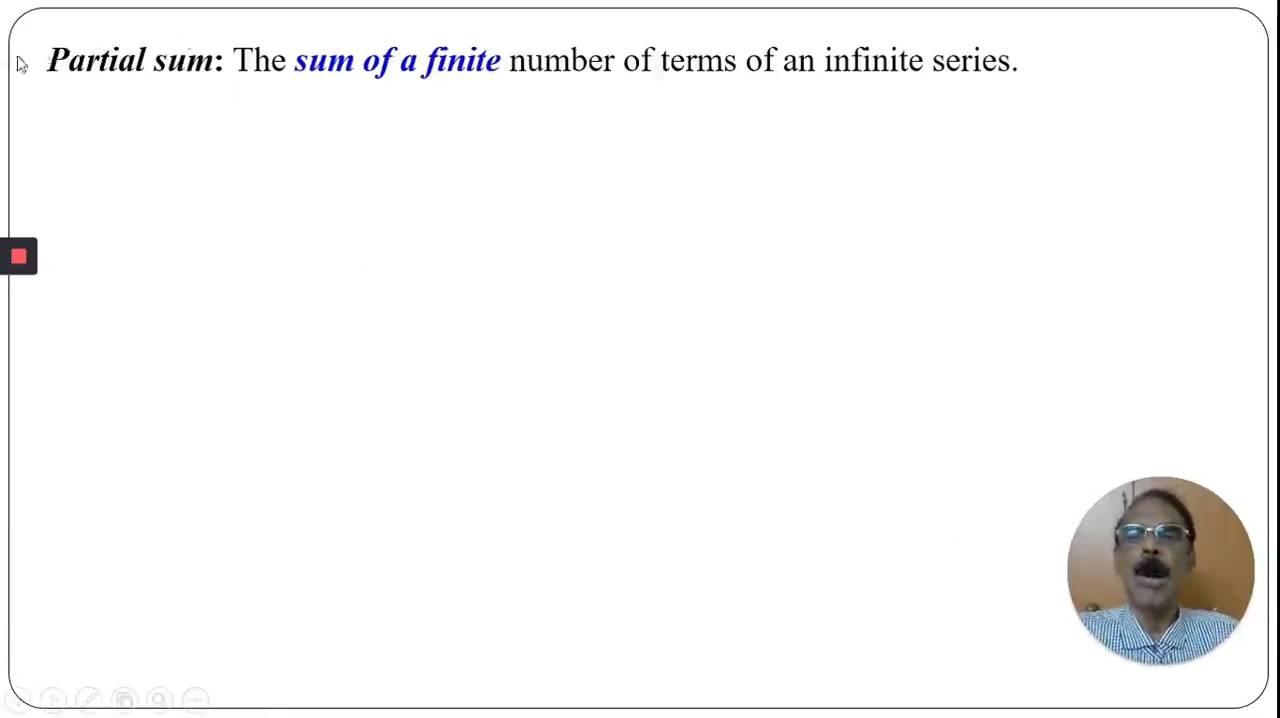 Partial sum: The sum of a finite number of terms of an infinite series.